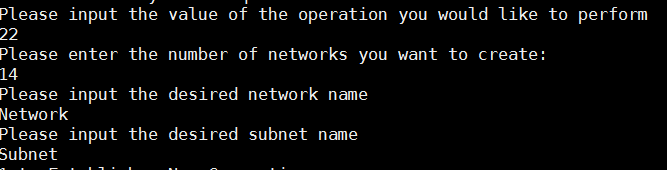 Please input the value of the operation you would like to perform
22
Please enter the number of networks you want to create:
14
Please input the desired network name
Network
Please input the desired subnet name
Subnet